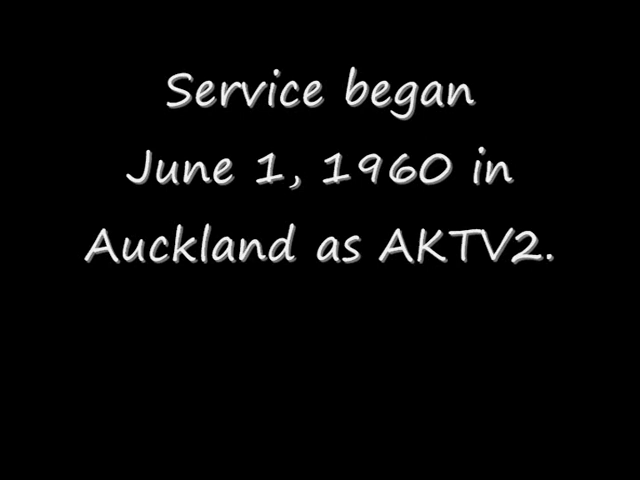 Service began
June 1, 1960 in
Auckland as AKTV2.